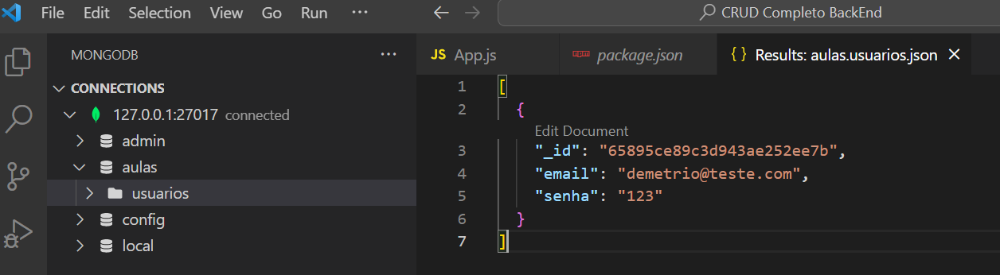 File Edit Selection View Go Run ···
CRUD Completo BackEnd
MONGODB ···
CONNECTIONS
127.0.0.1:27017 connected
admin
aulas
usuarios
config
local
JS App.js
npm package.json
{ } Results: aulas.usuarios.json
1 [
2 {
Edit Document
3 "_id": "65895ce89c3d943ae252ee7b",
4 "email": "demetrio@teste.com",
5 "senha": "123"
6 }
7 ]